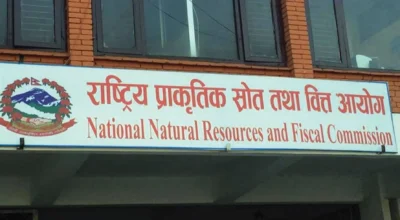 राष्ट्रिय प्राकृतिक स्रोत तथा वित्त आयोग
National Natural Resources and Fiscal Commission